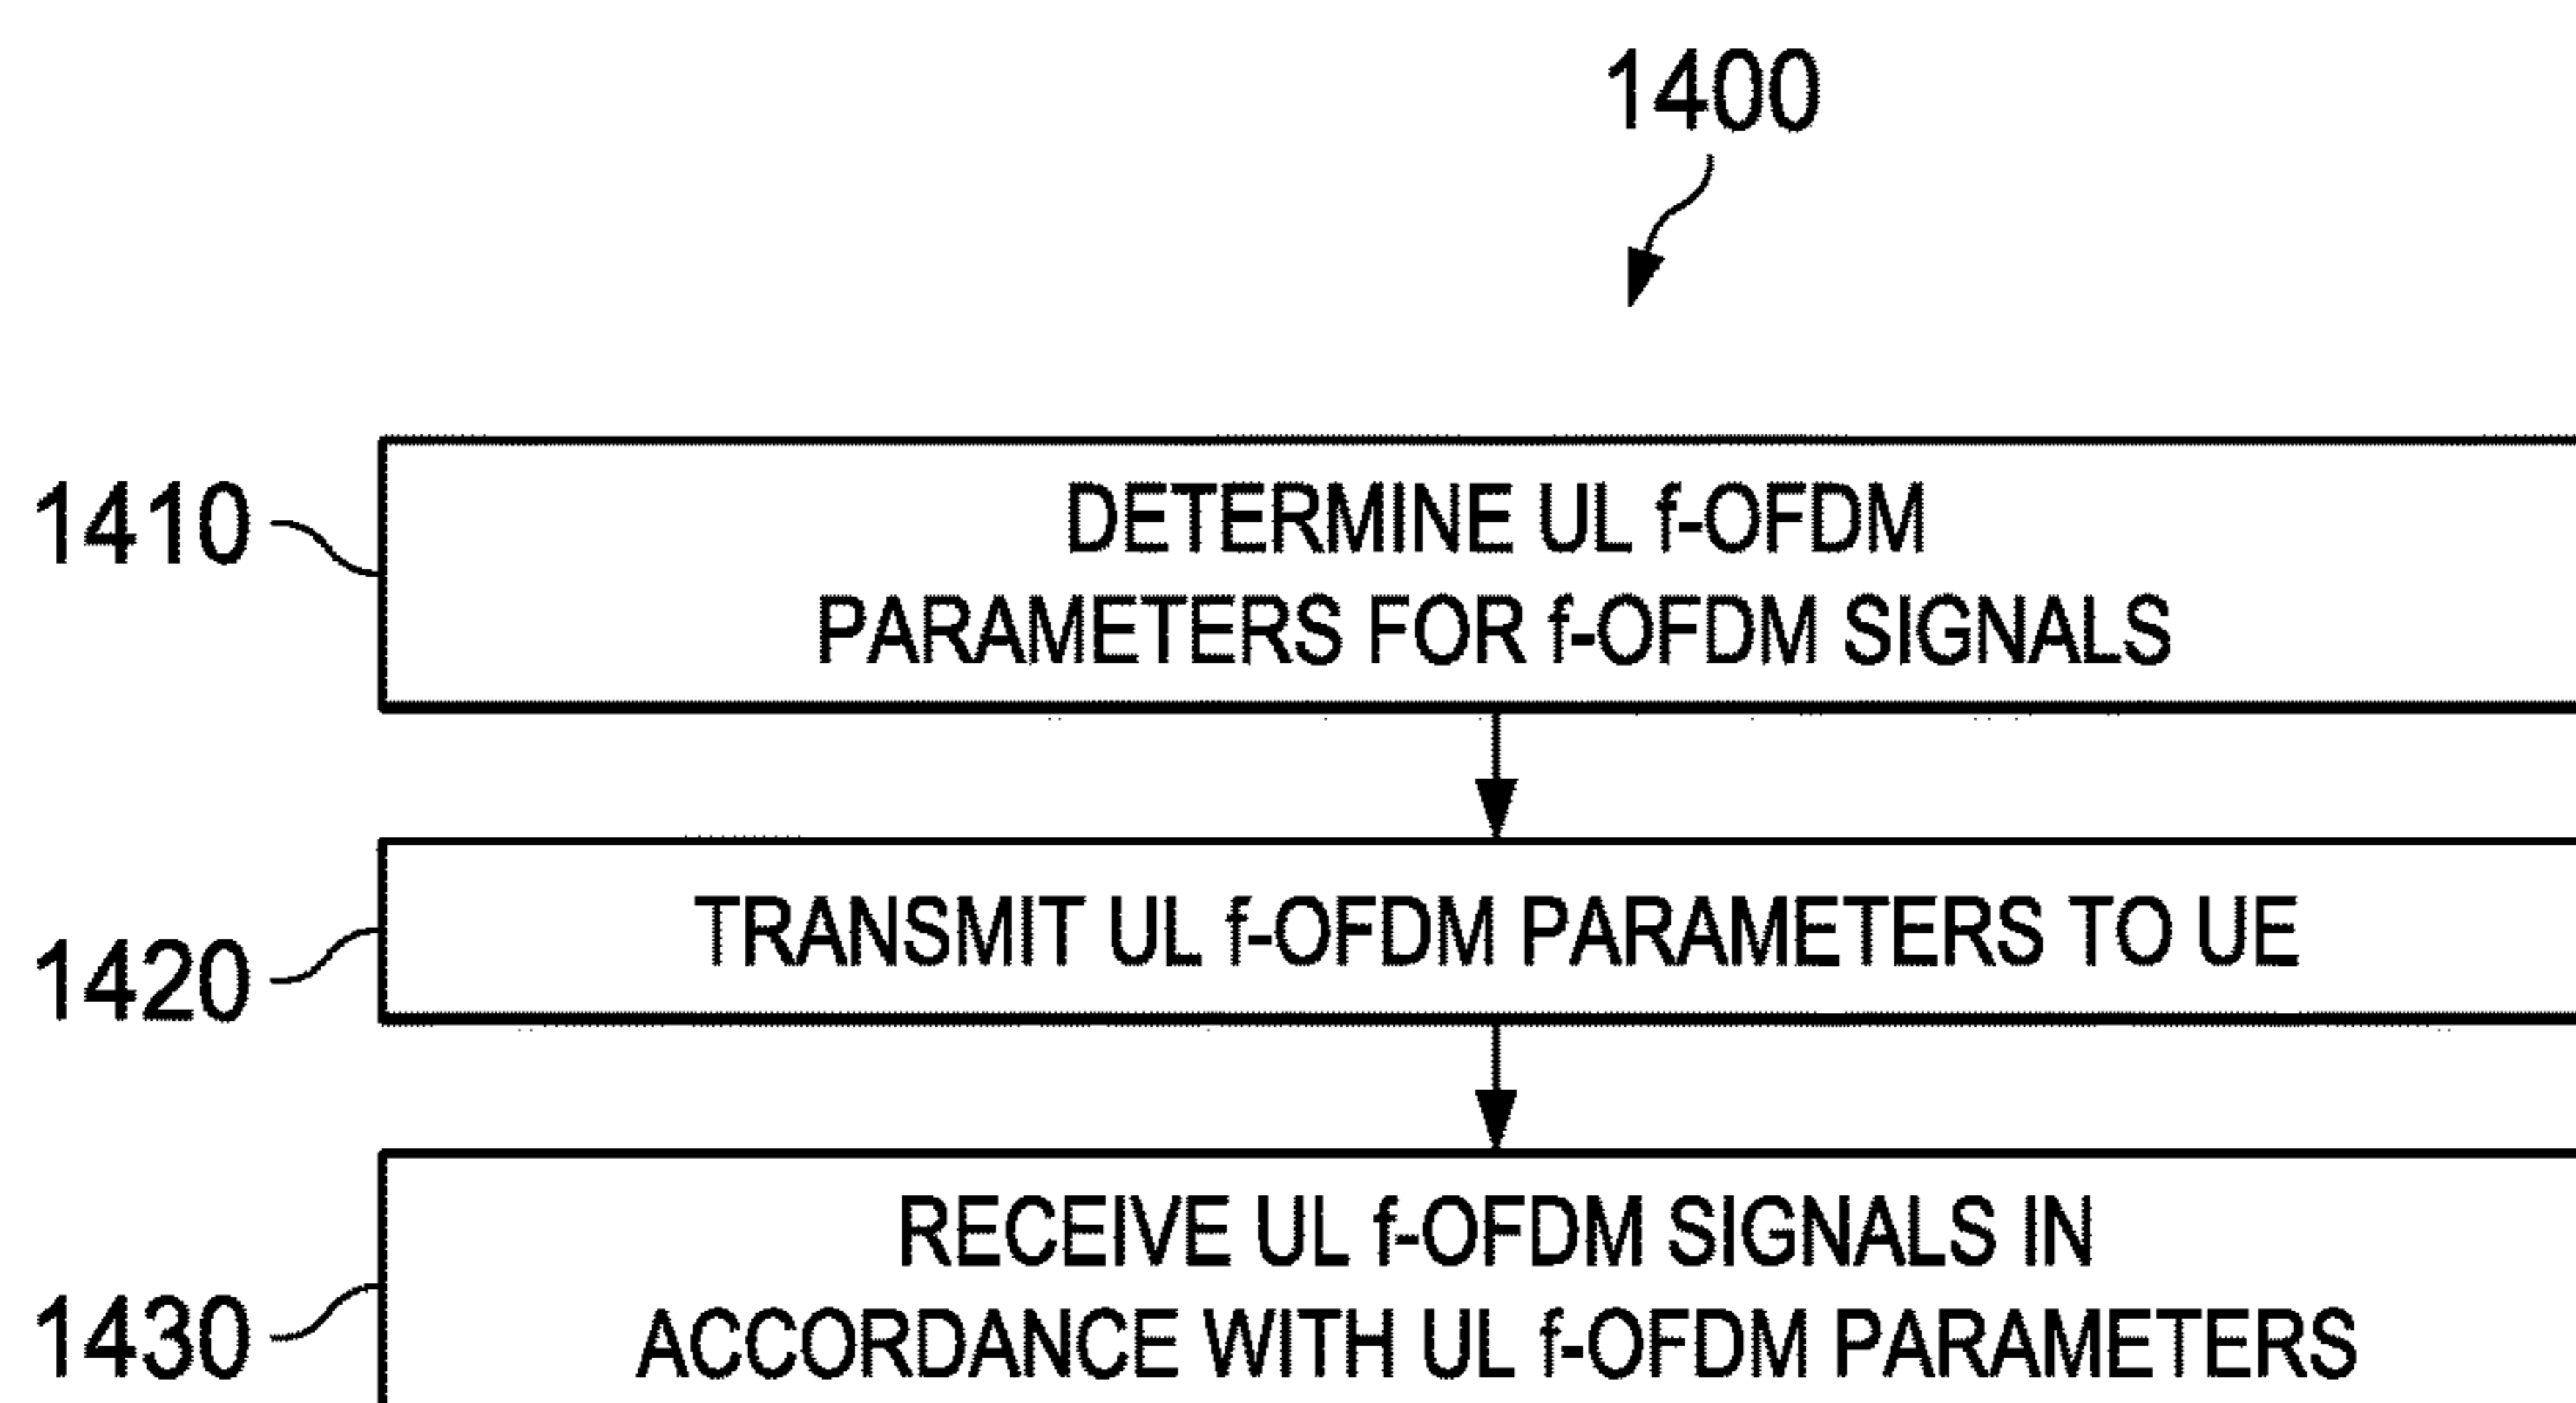 1400
1410
DETERMINE UL f-OFDM
PARAMETERS FOR f-OFDM SIGNALS
1420
TRANSMIT UL f-OFDM PARAMETERS TO UE
1430
RECEIVE UL f-OFDM SIGNALS IN
ACCORDANCE WITH UL f-OFDM PARAMETERS